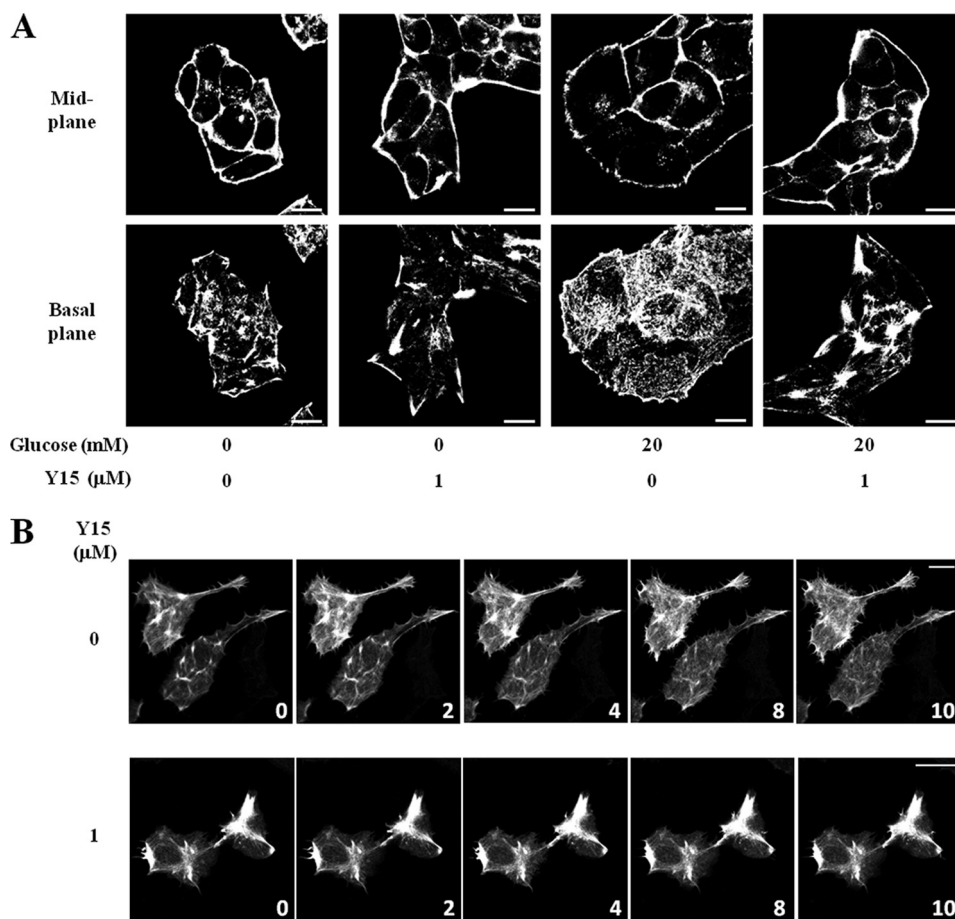 A
Mid-
plane
Basal
plane
Glucose (mM) 0 0 20 20
Y15 (μM) 0 1 0 1
B
Y15
(μM)
0
0 2 4 8 10
1
0 2 4 8 10